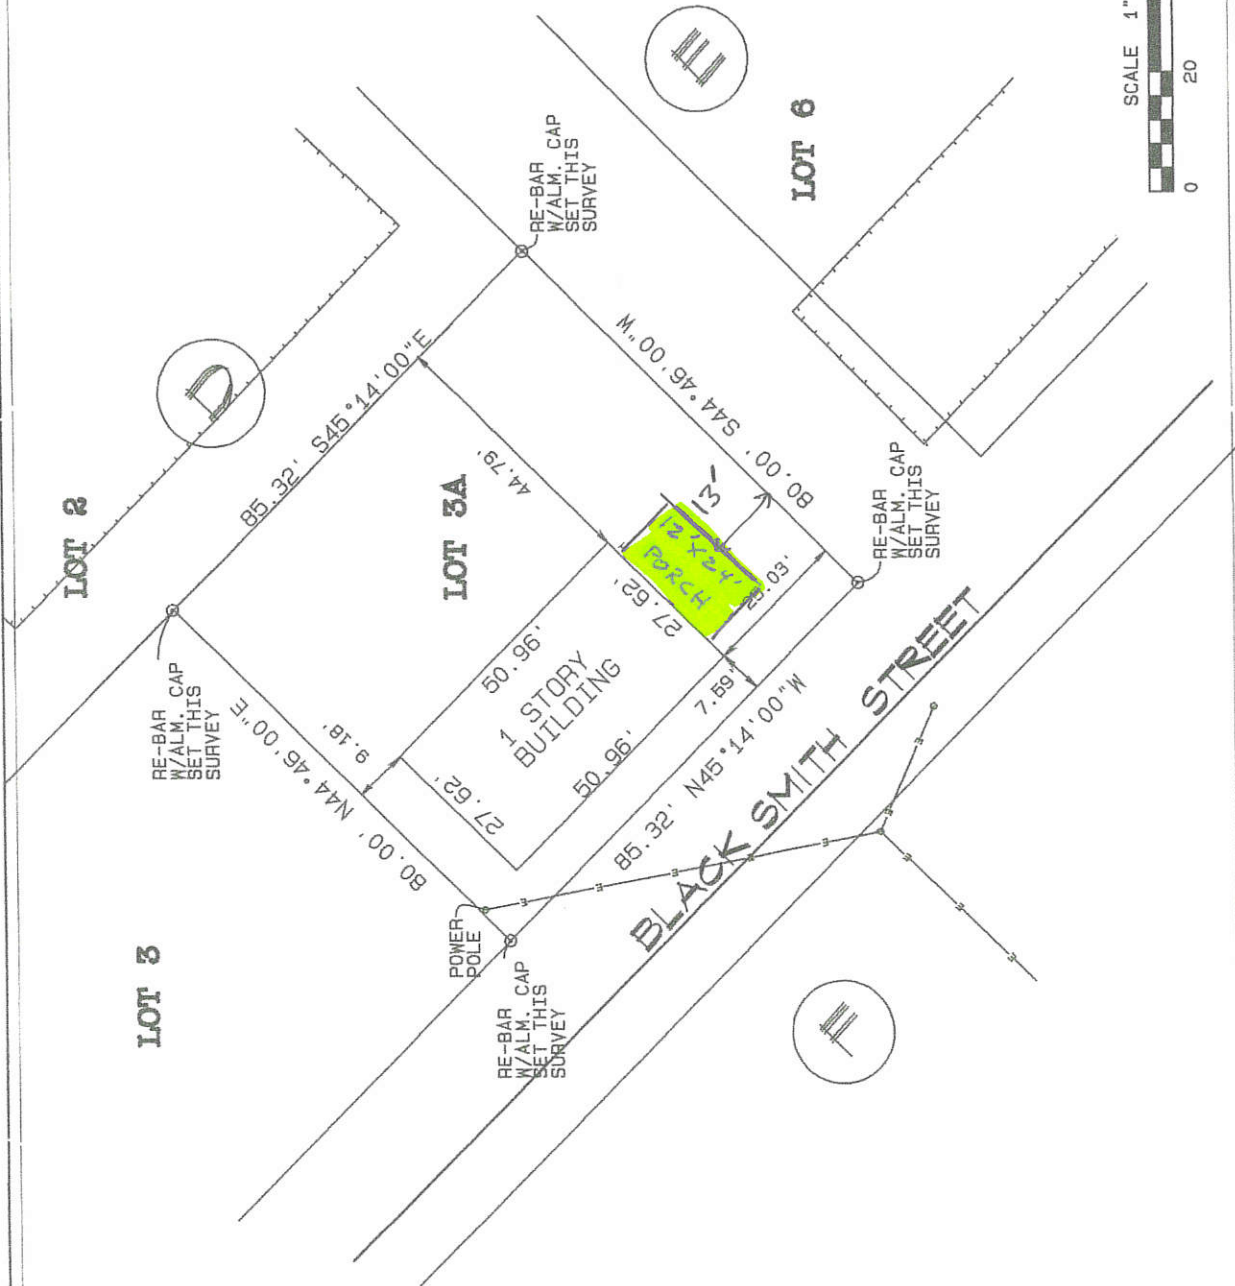 LOT 2
D
E
LOT 6
SCALE 1"
0
20
RE-BAR
W/ALM. CAP
SET THIS
SURVEY
85.32' S45°14'00"E
RE-BAR
W/ALM. CAP
SET THIS
SURVEY
LOT 3A
44.79'
80.00' S44°46'00"W
80.00' N44°46'00"E
9.18'
50.96'
27.62'
1 STORY
BUILDING
27.62'
50.96'
12' X 24'
PORCH
13'
25.03'
7.59'
85.32' N45°14'00"W
RE-BAR
W/ALM. CAP
SET THIS
SURVEY
LOT 3
POWER
POLE
RE-BAR
W/ALM. CAP
SET THIS
SURVEY
BLACK SMITH STREET
E
E
E
E
E
E
E
E
E
E
F